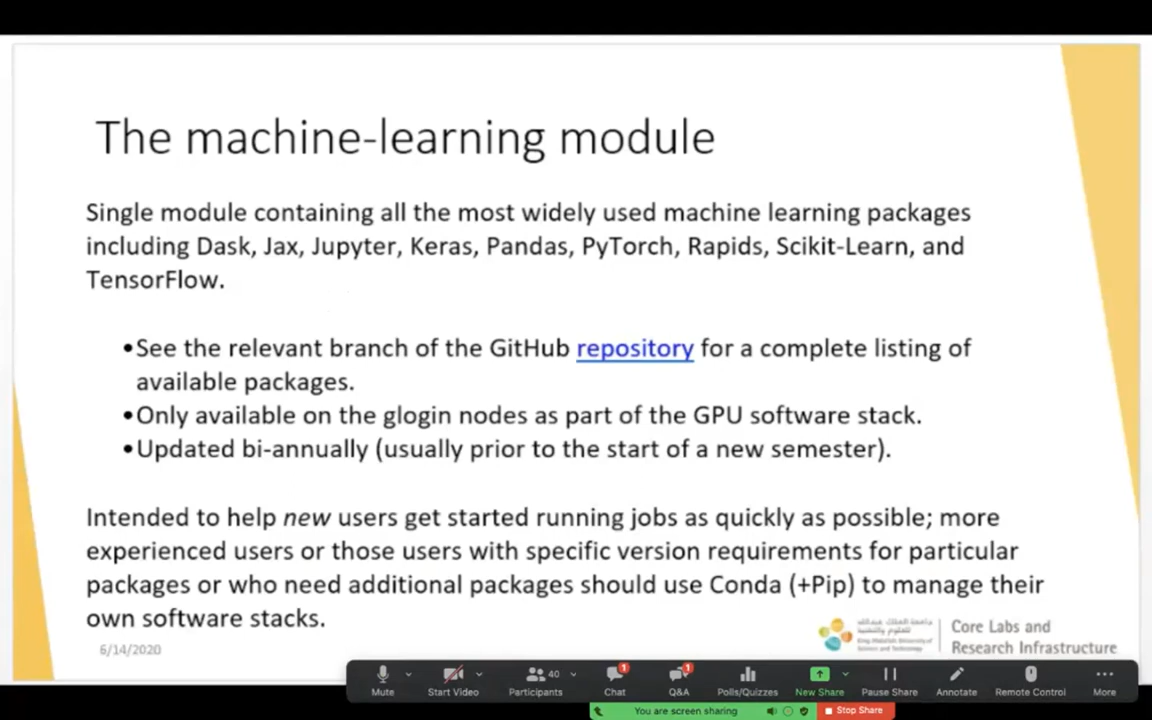 The machine-learning module
Single module containing all the most widely used machine learning packages
including Dask, Jax, Jupyter, Keras, Pandas, PyTorch, Rapids, Scikit-Learn, and
TensorFlow.
•See the relevant branch of the GitHub repository for a complete listing of
available packages.
•Only available on the glogin nodes as part of the GPU software stack.
•Updated bi-annually (usually prior to the start of a new semester).
Intended to help new users get started running jobs as quickly as possible; more
experienced users or those users with specific version requirements for particular
packages or who need additional packages should use Conda (+Pip) to manage their
own software stacks.
6/14/2020
Core Labs and
Research Infrastructure
40
1
1
Mute Start Video Participants Chat Q&A Polls/Quizzes New Share Pause Share Annotate Remote Control More
You are screen sharing Stop Share